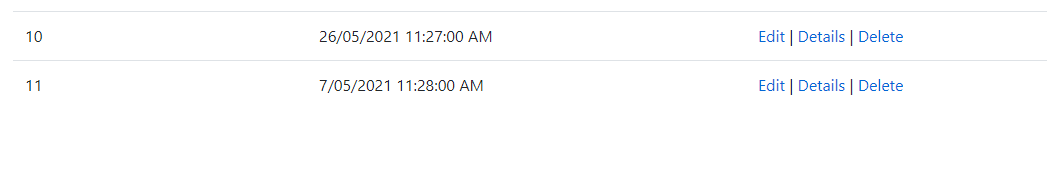 10 26/05/2021 11:27:00 AM Edit | Details | Delete
11 7/05/2021 11:28:00 AM Edit | Details | Delete